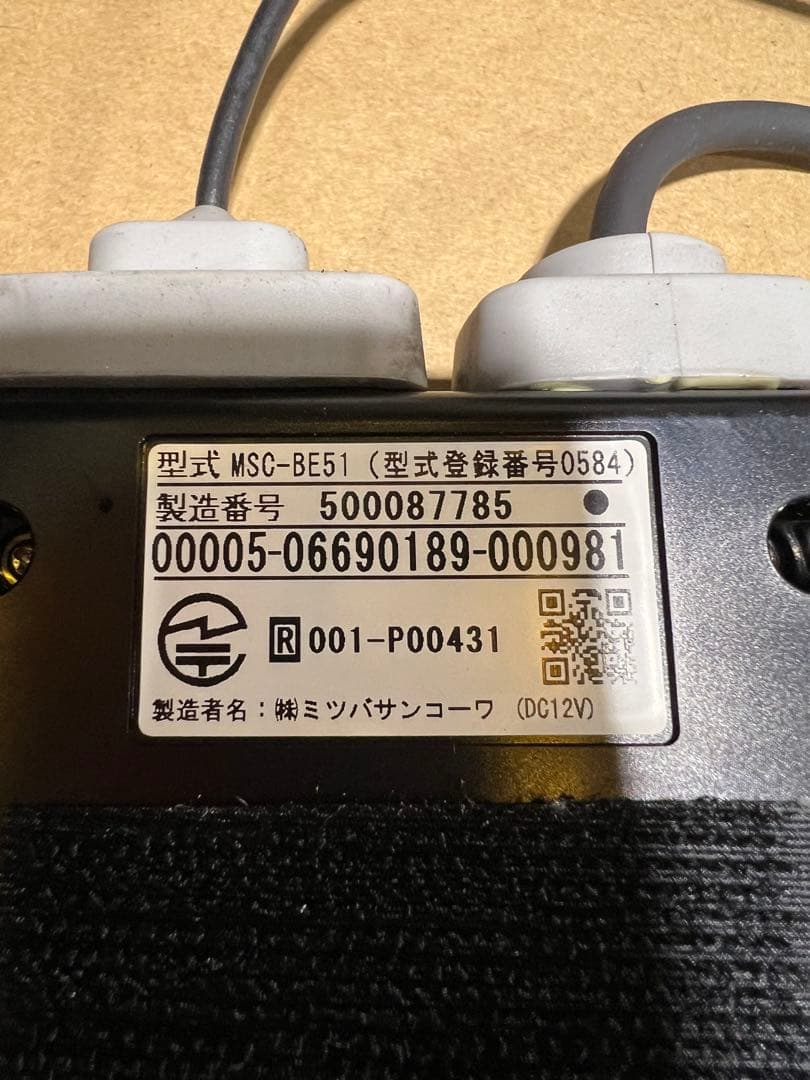 型式 MSC-BE51 (型式登録番号0584)
製造番号 500087785 ●
00005-06690189-000981
R 001-P00431
製造者名:㈱ミツバサンコーワ (DC12V)